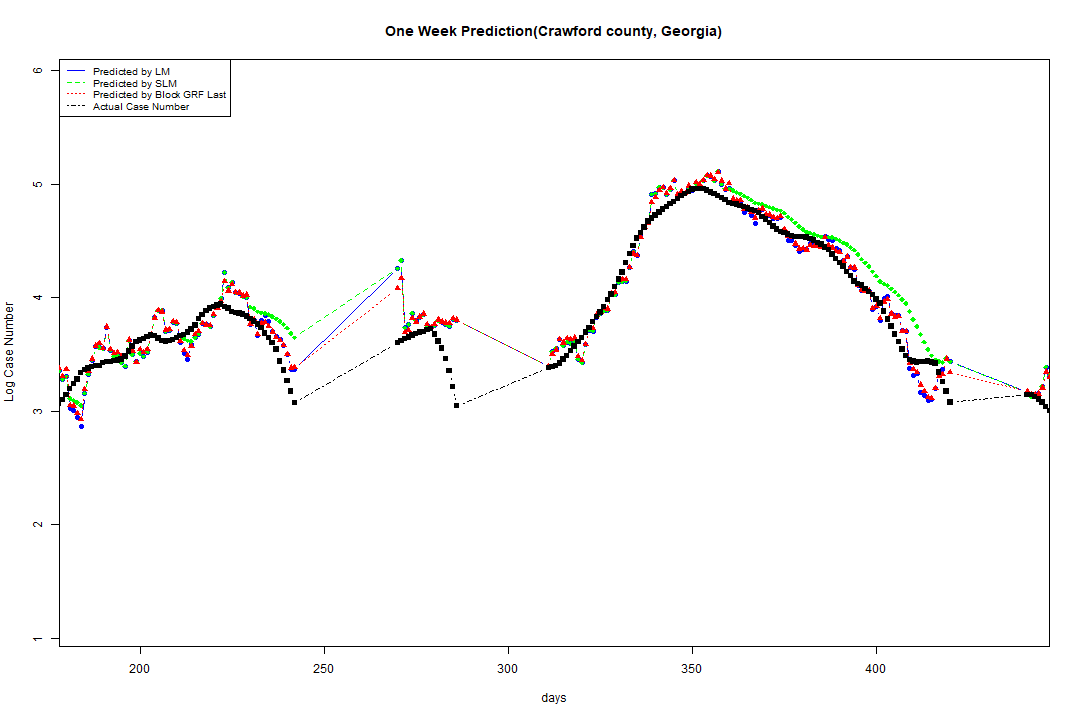 One Week Prediction(Crawford county, Georgia)
Predicted by LM
Predicted by SLM
Predicted by Block GRF Last
Actual Case Number
6
5
4
3
2
1
Log Case Number
200 250 300 350 400
days